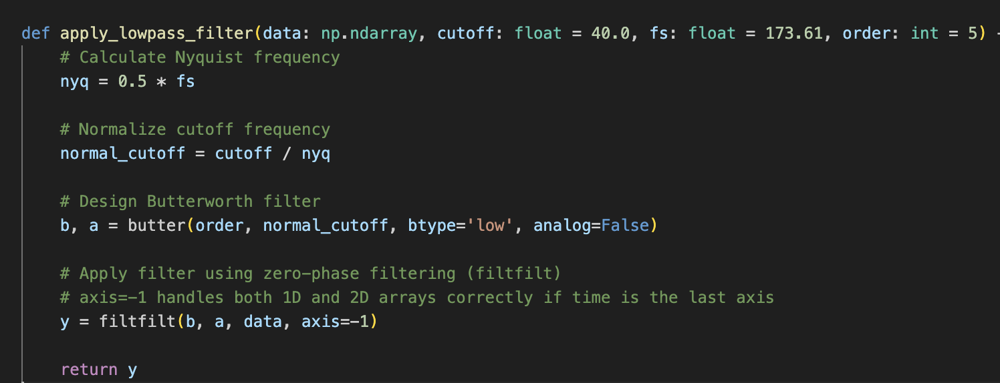 def apply_lowpass_filter(data: np.ndarray, cutoff: float = 40.0, fs: float = 173.61, order: int = 5) -
# Calculate Nyquist frequency
nyq = 0.5 * fs
# Normalize cutoff frequency
normal_cutoff = cutoff / nyq
# Design Butterworth filter
b, a = butter(order, normal_cutoff, btype='low', analog=False)
# Apply filter using zero-phase filtering (filtfilt)
# axis=-1 handles both 1D and 2D arrays correctly if time is the last axis
y = filtfilt(b, a, data, axis=-1)
return y